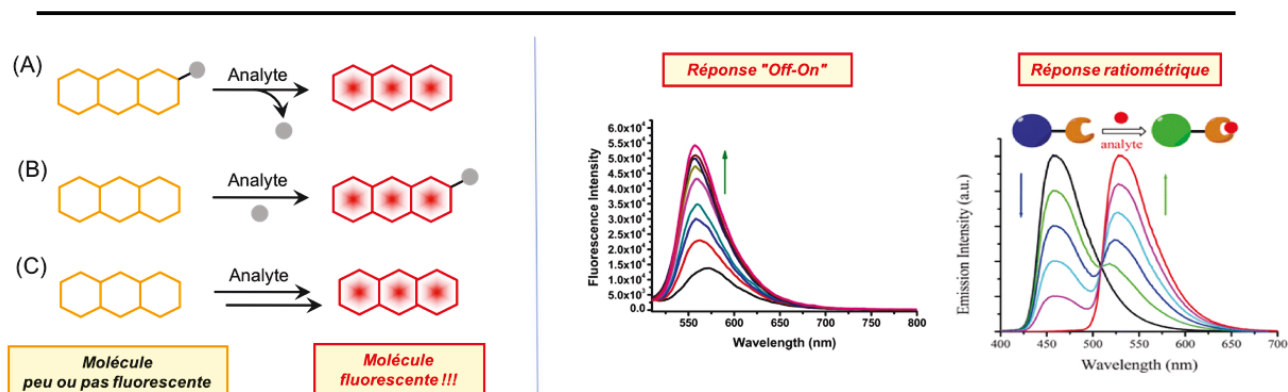 (A)
Analyte
(B)
Analyte
(C)
Analyte
Molécule
peu ou pas fluorescente
Molécule
fluorescente !!!
Réponse "Off-On"
Fluorescence Intensity
6.0x10⁴
5.5x10⁴
5.0x10⁴
4.5x10⁴
4.0x10⁴
3.5x10⁴
3.0x10⁴
2.5x10⁴
2.0x10⁴
1.5x10⁴
1.0x10⁴
5.0x10³
0.0
550 600 650 700 750 800
Wavelength (nm)
Réponse ratiométrique
analyte
Emission Intensity (a.u.)
400 450 500 550 600 650 700
Wavelength (nm)